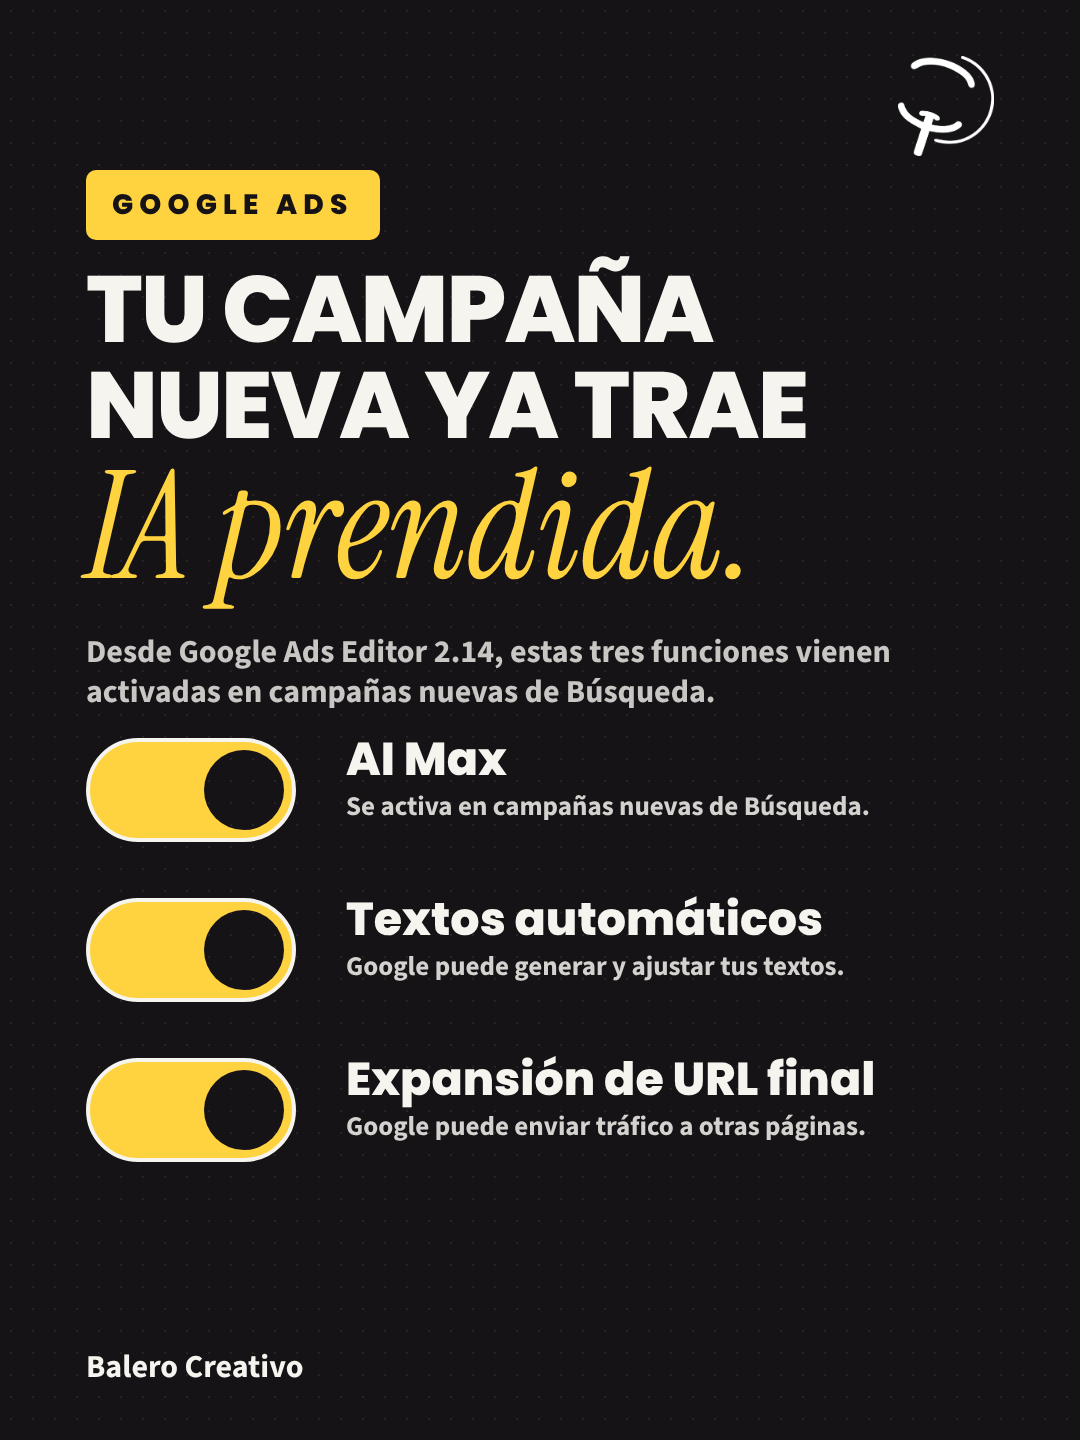 GOOGLE ADS
TU CAMPAÑA
NUEVA YA TRAE
IA prendida.
Desde Google Ads Editor 2.14, estas tres funciones vienen
activadas en campañas nuevas de Búsqueda.
AI Max
Se activa en campañas nuevas de Búsqueda.
Textos automáticos
Google puede generar y ajustar tus textos.
Expansión de URL final
Google puede enviar tráfico a otras páginas.
Balero Creativo